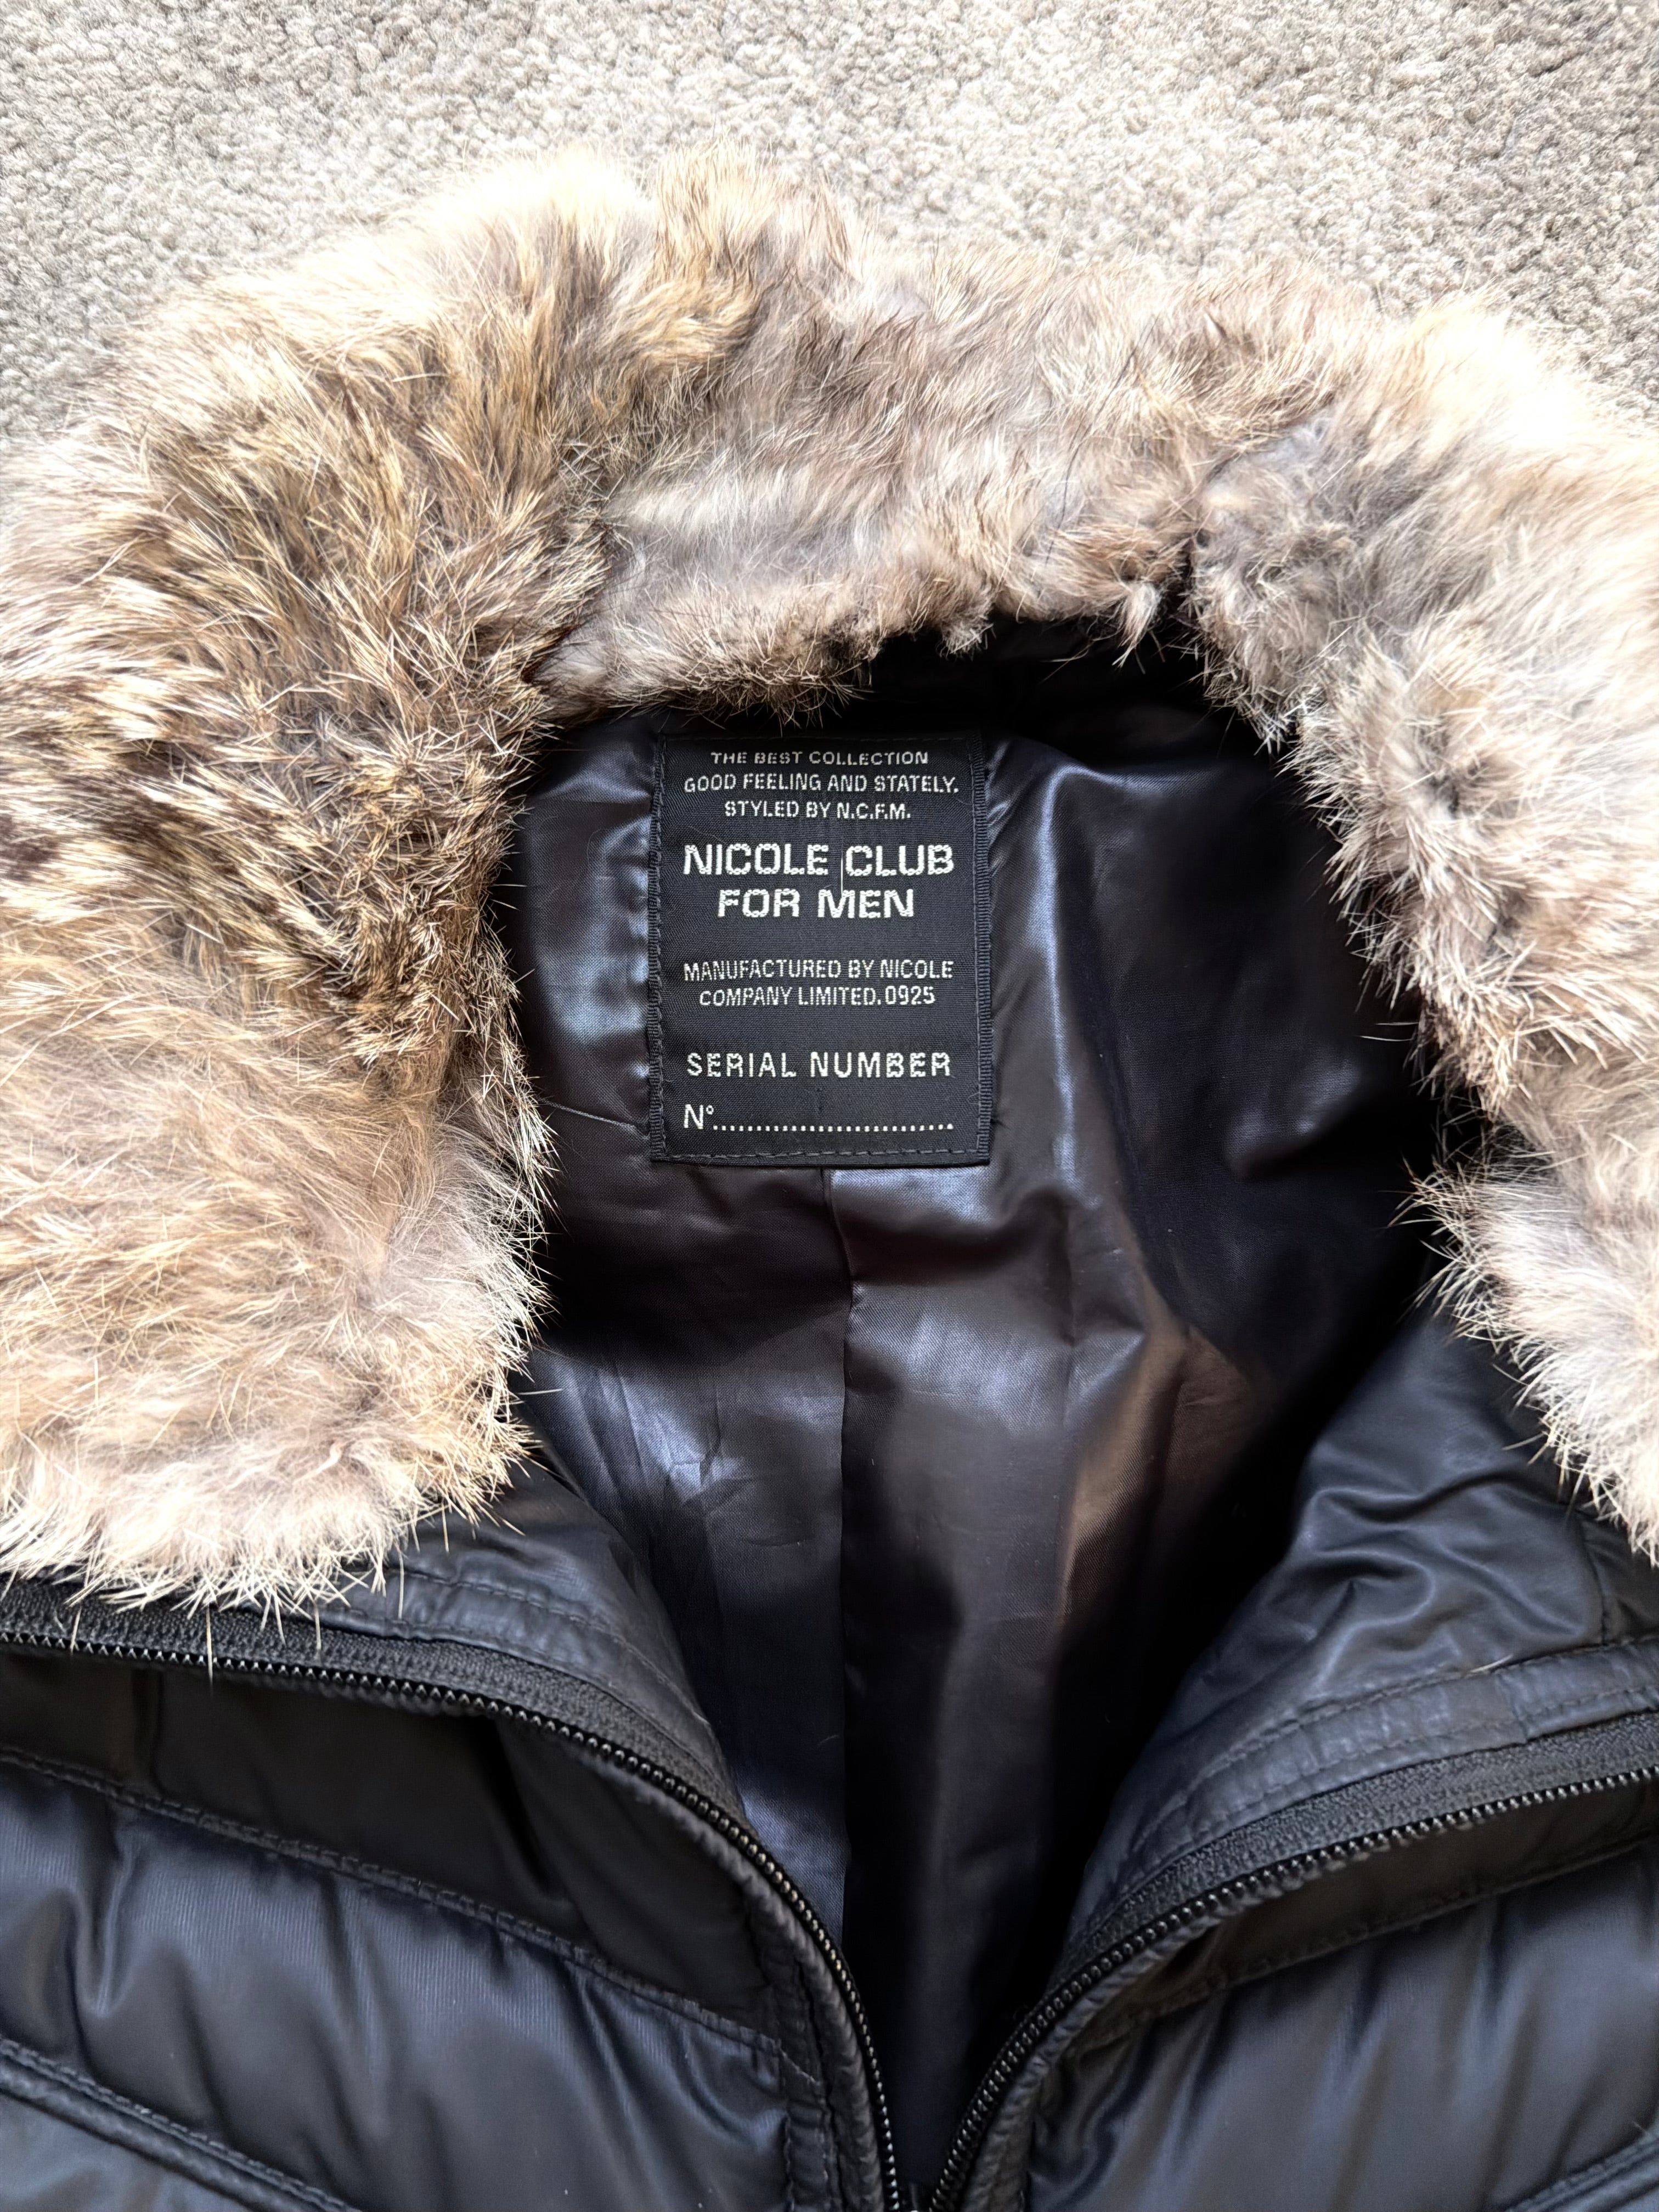 THE BEST COLLECTION
GOOD FEELING AND STATELY.
STYLED BY N.C.F.M.
NICOLE CLUB
FOR MEN
MANUFACTURED BY NICOLE
COMPANY LIMITED.0925
SERIAL NUMBER
N°............................